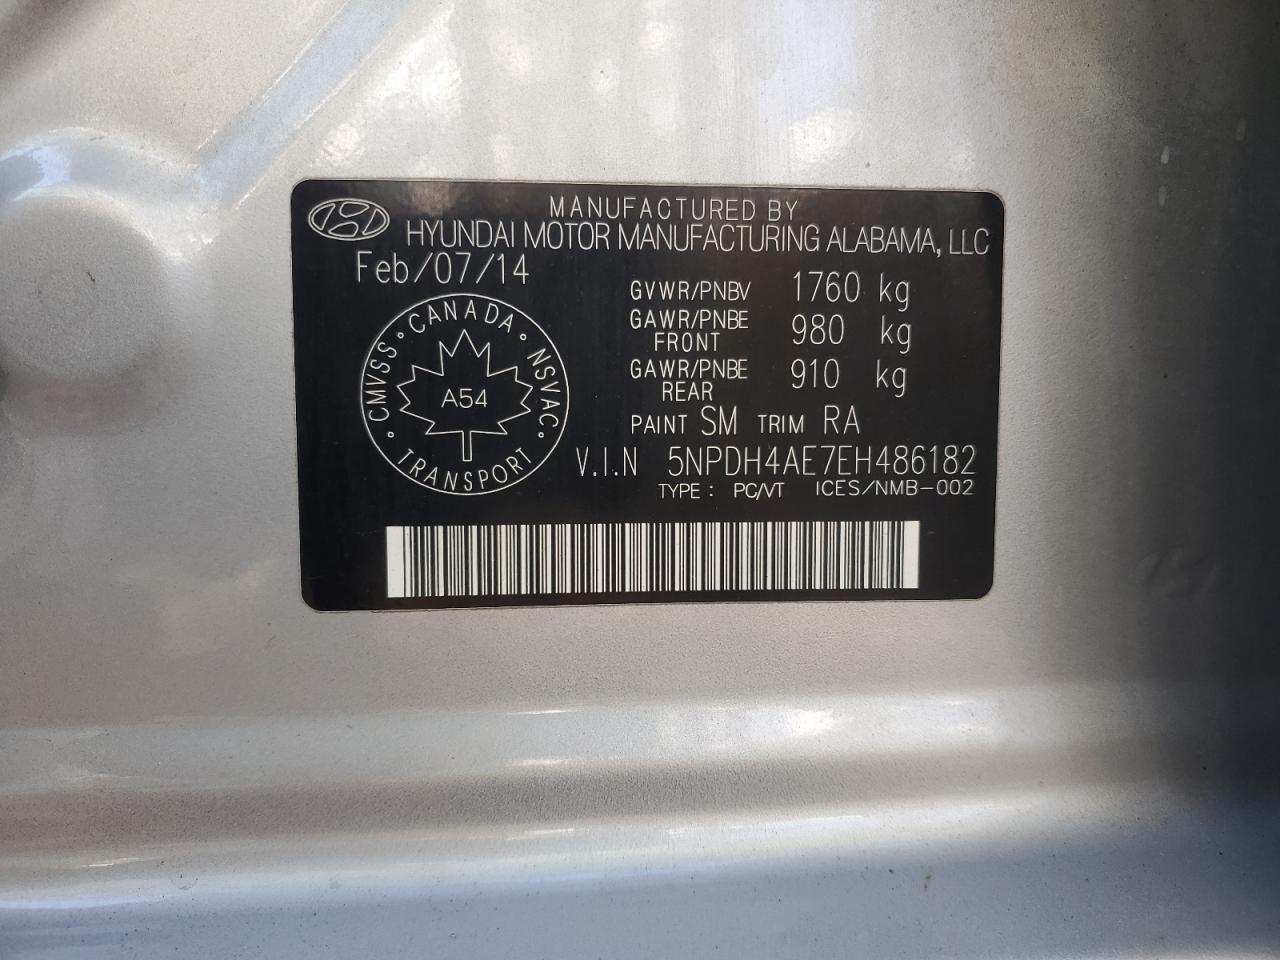 MANUFACTURED BY
HYUNDAI MOTOR MANUFACTURING ALABAMA, LLC
Feb/07/14
GVWR/PNBV 1760 kg
GAWR/PNBE FRONT 980 kg
GAWR/PNBE REAR 910 kg
CANADA · NSVAC · TRANSPORT · CMVSS ·
A54
PAINT SM TRIM RA
V.I.N 5NPDH4AE7EH486182
TYPE : PC/VT ICES/NMB-002